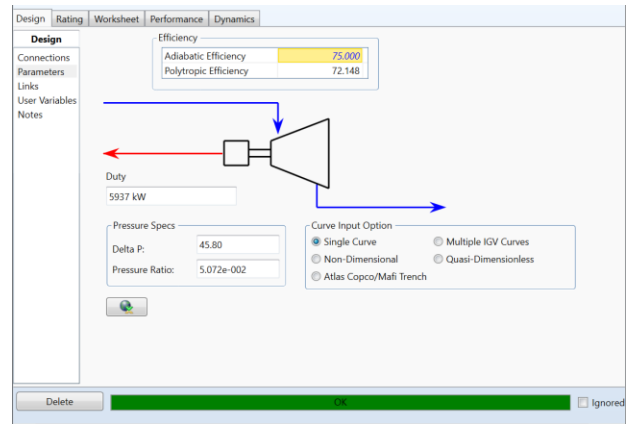 Design Rating Worksheet Performance Dynamics
Design
Connections
Parameters
Links
User Variables
Notes
Efficiency
Adiabatic Efficiency 75.000
Polytropic Efficiency 72.148
Duty
5937 kW
Pressure Specs
Delta P: 45.80
Pressure Ratio: 5.072e-002
Curve Input Option
Single Curve Multiple IGV Curves
Non-Dimensional Quasi-Dimensionless
Atlas Copco/Mafi Trench
Delete OK Ignored